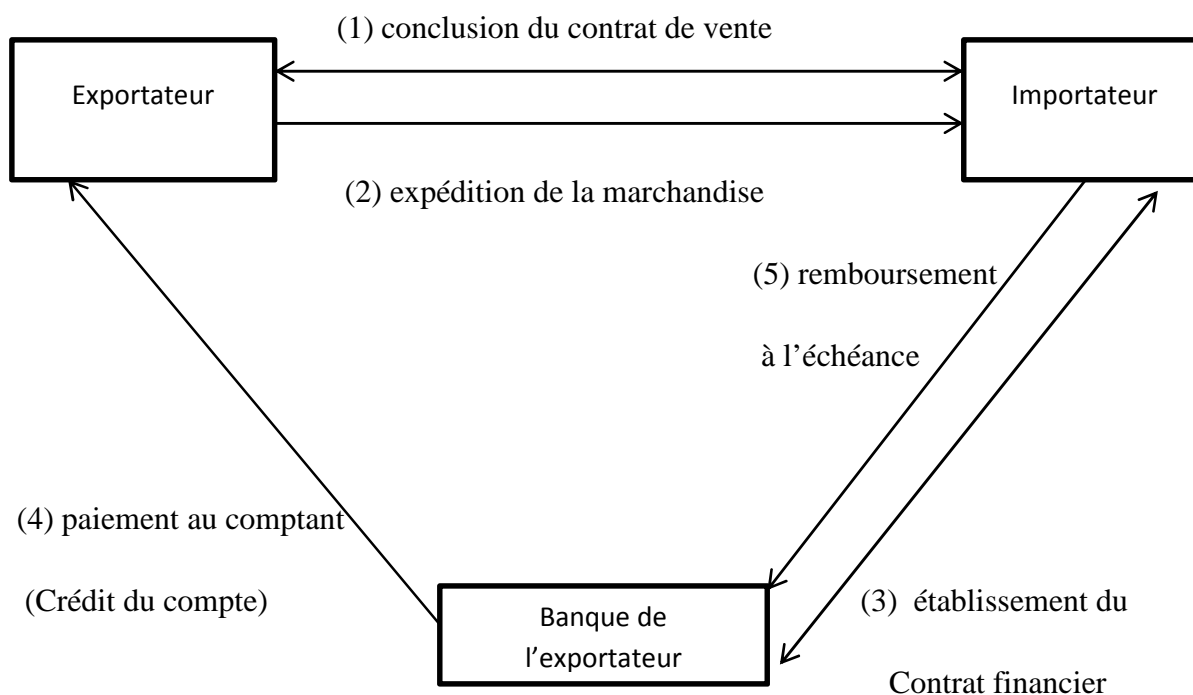 (1) conclusion du contrat de vente
Exportateur
Importateur
(2) expédition de la marchandise
(5) remboursement
à l’échéance
(4) paiement au comptant
(Crédit du compte)
Banque de
l’exportateur
(3) établissement du
Contrat financier